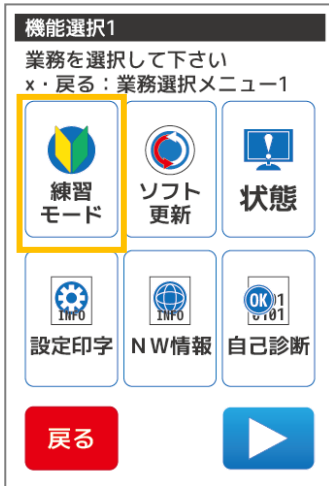 機能選択1
業務を選択して下さい
x・戻る：業務選択メニュー1
練習
モード
ソフト
更新
状態
INFO
設定印字
INFO
NW情報
OK
自己診断
戻る